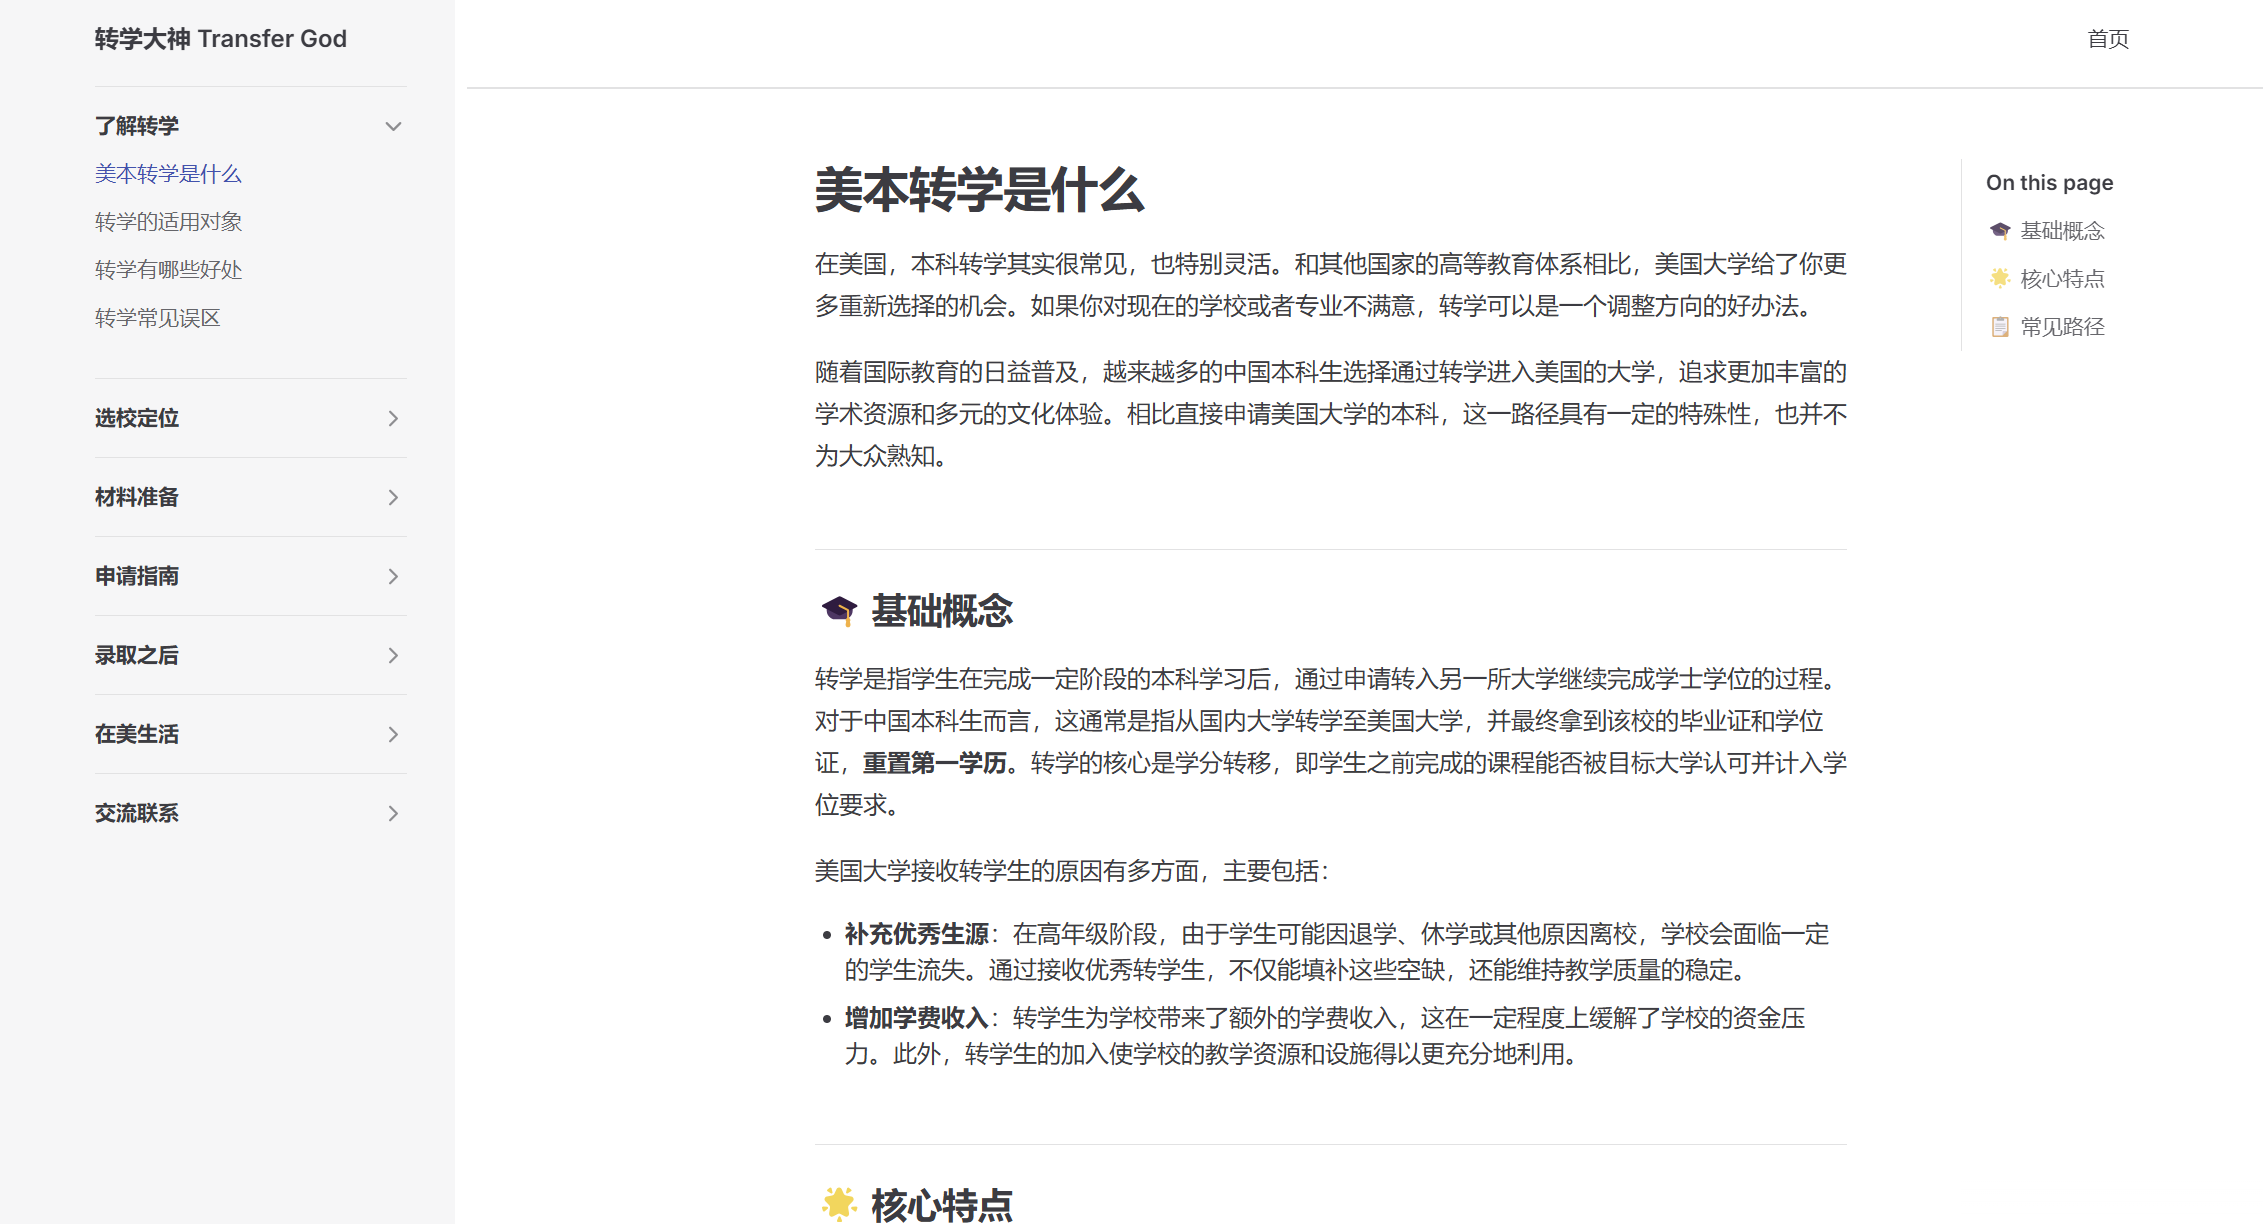 转学大神 Transfer God
首页
了解转学
美本转学是什么
转学的适用对象
转学有哪些好处
转学常见误区
选校定位
材料准备
申请指南
录取之后
在美生活
交流联系
美本转学是什么
在美国，本科转学其实很常见，也特别灵活。和其他国家的高等教育体系相比，美国大学给了你更
多重新选择的机会。如果你对现在的学校或者专业不满意，转学可以是一个调整方向的好办法。
随着国际教育的日益普及，越来越多的中国本科生选择通过转学进入美国的大学，追求更加丰富的
学术资源和多元的文化体验。相比直接申请美国大学的本科，这一路径具有一定的特殊性，也并不
为大众熟知。
🎓 基础概念
转学是指学生在完成一定阶段的本科学习后，通过申请转入另一所大学继续完成学士学位的过程。
对于中国本科生而言，这通常是指从国内大学转学至美国大学，并最终拿到该校的毕业证和学位
证，重置第一学历。转学的核心是学分转移，即学生之前完成的课程能否被目标大学认可并计入学
位要求。
美国大学接收转学生的原因有多方面，主要包括：
• 补充优秀生源：在高年级阶段，由于学生可能因退学、休学或其他原因离校，学校会面临一定
的学生流失。通过接收优秀转学生，不仅能填补这些空缺，还能维持教学质量的稳定。
• 增加学费收入：转学生为学校带来了额外的学费收入，这在一定程度上缓解了学校的资金压
力。此外，转学生的加入使学校的教学资源和设施得以更充分地利用。
🌟 核心特点
On this page
🎓 基础概念
🌟 核心特点
📋 常见路径